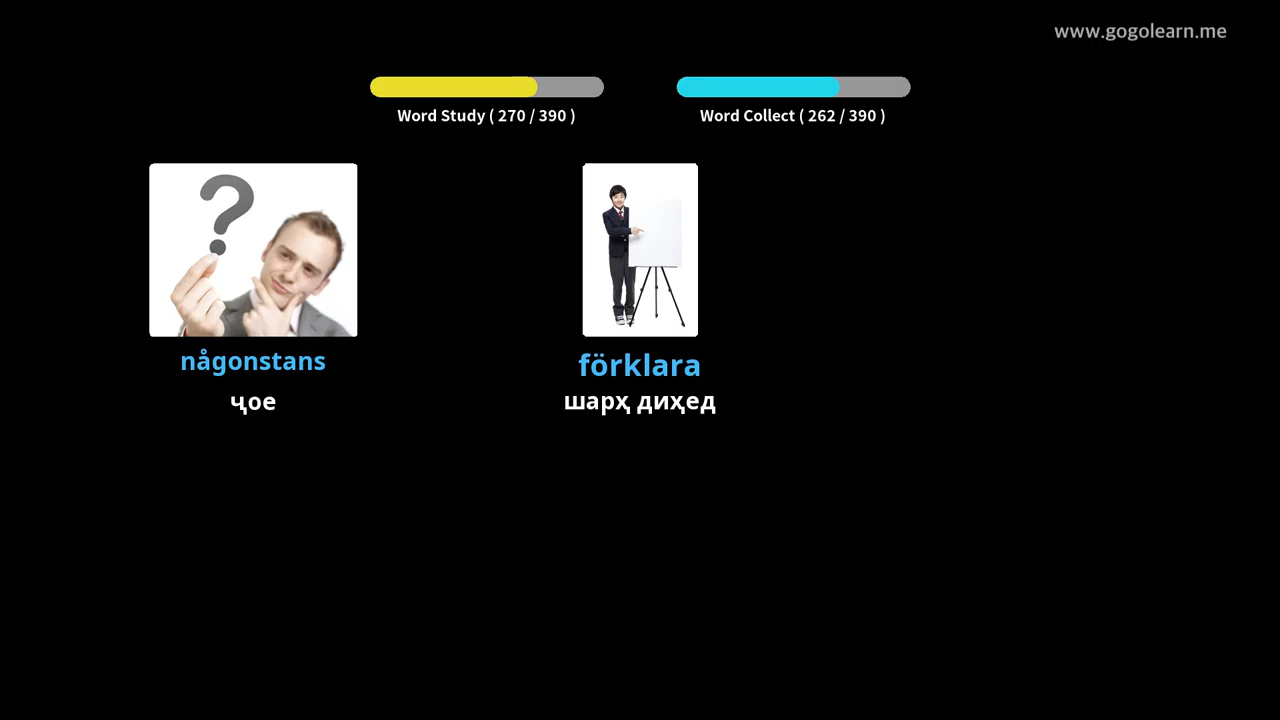 www.gogolearn.me
Word Study ( 270 / 390 )
Word Collect ( 262 / 390 )
?
någonstans
förklara
ҷое
шарҳ диҳед